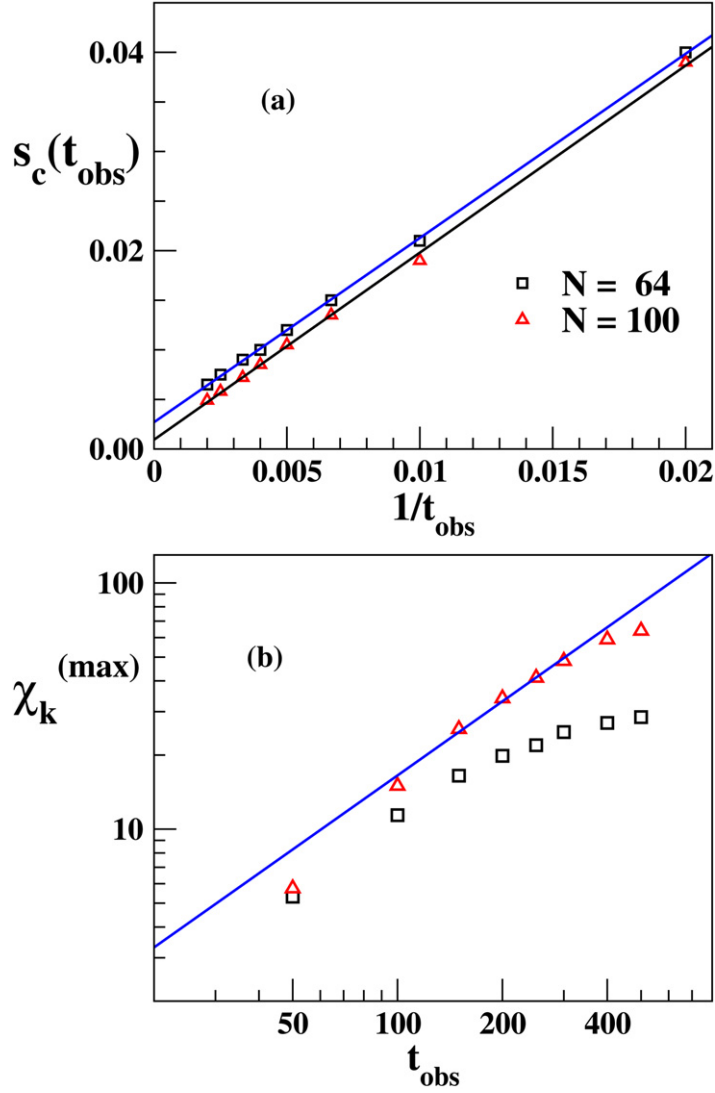 0.04
(a)
s_c(t_obs)
0.02
N = 64
N = 100
0.00
0 0.005 0.01 0.015 0.02
1/t_obs
100
(b)
χ_k^(max)
10
50 100 200 400
t_obs